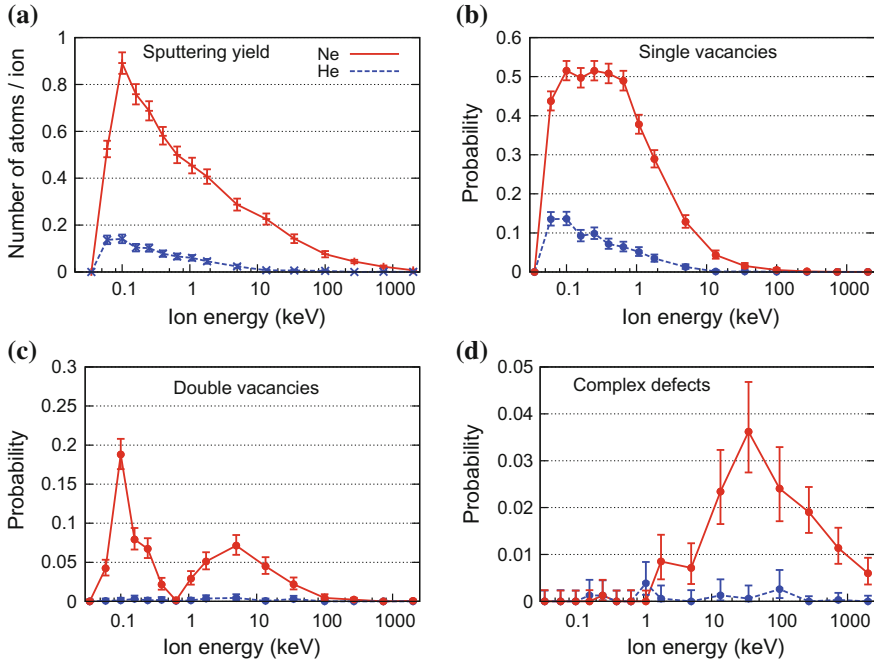 (a)
Sputtering yield
Ne
He
Number of atoms / ion
1
0.8
0.6
0.4
0.2
0
0.1
1
10
100
1000
Ion energy (keV)
(b)
Single vacancies
Probability
0.6
0.5
0.4
0.3
0.2
0.1
0
0.1
1
10
100
1000
Ion energy (keV)
(c)
Double vacancies
Probability
0.3
0.25
0.2
0.15
0.1
0.05
0
0.1
1
10
100
1000
Ion energy (keV)
(d)
Complex defects
Probability
0.05
0.04
0.03
0.02
0.01
0
0.1
1
10
100
1000
Ion energy (keV)